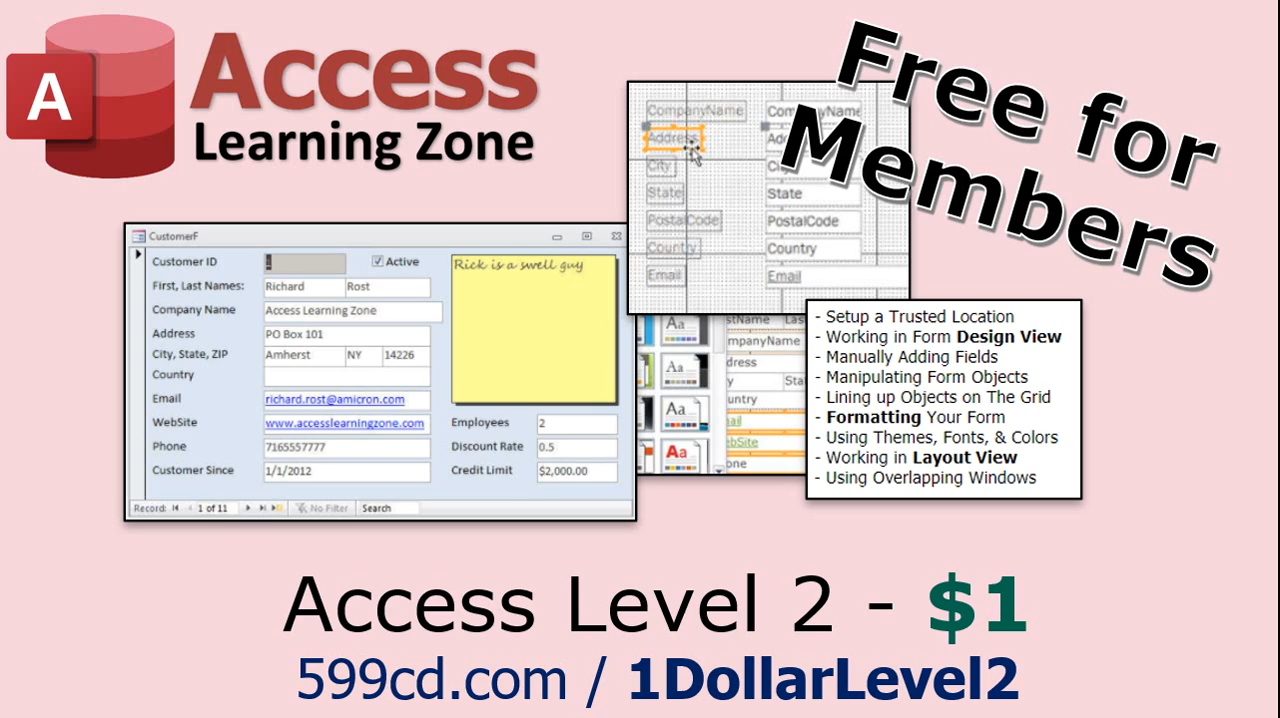 A
Access
Learning Zone
Free for
Members
CompanyName CompanyName
Address
City
State State
PostalCode PostalCode
Country Country
Email Email
CustomerF
Customer ID
Active
Rick is a swell guy
First, Last Names: Richard Rost
Company Name Access Learning Zone
Address PO Box 101
City, State, ZIP Amherst NY 14226
Country
Email richard.rost@amicron.com
WebSite www.accesslearningzone.com
Phone 7165557777
Customer Since 1/1/2012
Employees 2
Discount Rate 0.5
Credit Limit $2,000.00
Record: 1 of 11 No Filter Search
Aa
Aa
Aa
Aa
- Setup a Trusted Location
- Working in Form Design View
- Manually Adding Fields
- Manipulating Form Objects
- Lining up Objects on The Grid
- Formatting Your Form
- Using Themes, Fonts, & Colors
- Working in Layout View
- Using Overlapping Windows
Access Level 2 - $1
599cd.com / 1DollarLevel2